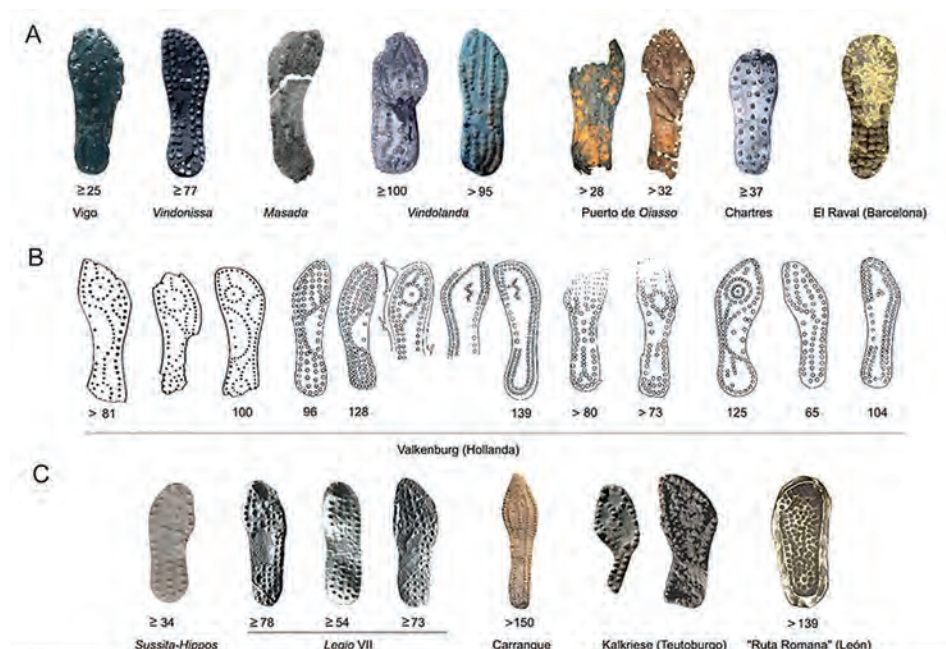 A
≥25 ≥77 ≥100 > 95 > 28 > 32 ≥37
Vigo Vindonissa Masada Vindolanda Puerto de Oiasso Chartres El Raval (Barcelona)
B
> 81 100 96 128 139 > 80 > 73 125 65 104
Valkenburg (Hollanda)
C
≥ 34 ≥78 ≥54 ≥73 >150 >139
Sussita-Hippos Legio VII Carranque Kalkriese (Teutoburgo) "Ruta Romana" (León)